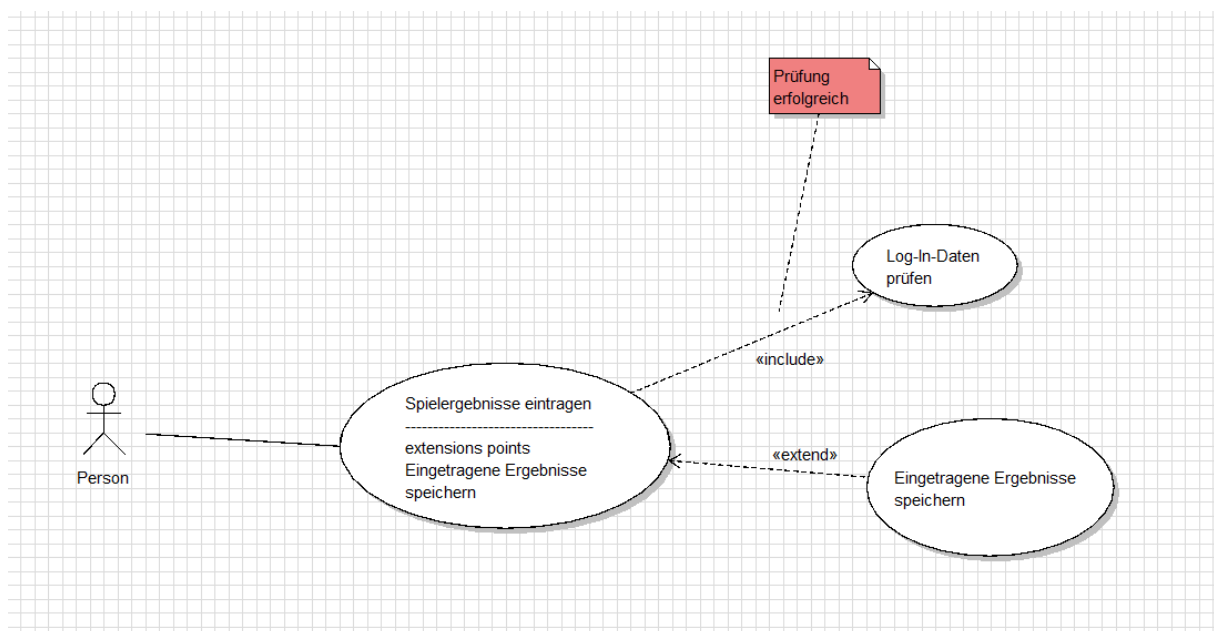 Prüfung
erfolgreich
Log-In-Daten
prüfen
«include»
Spielergebnisse eintragen
----------------------------------
extensions points
Eingetragene Ergebnisse
speichern
«extend»
Eingetragene Ergebnisse
speichern
Person